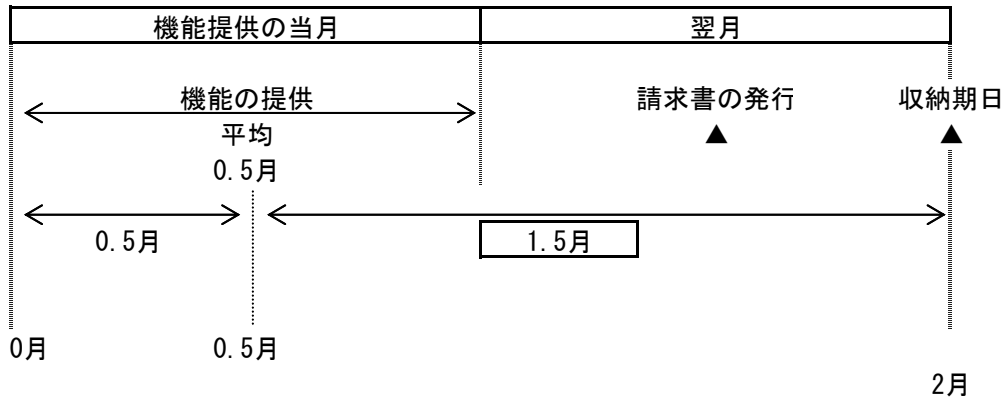 機能提供の当月 翌月
機能の提供 請求書の発行 収納期日
平均 ▲ ▲
0.5月
0.5月 1.5月
0月 0.5月
2月